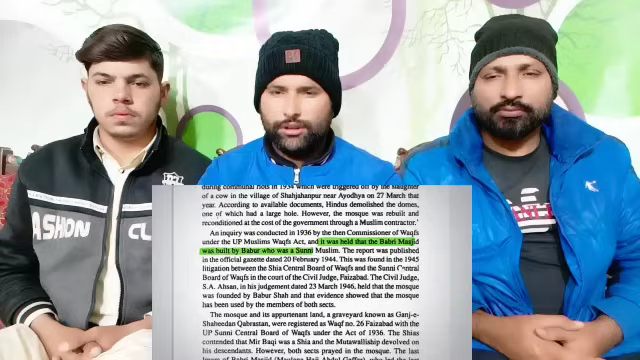 ASHON
CU
during communal riots in 1934 which were triggered off by the slaughter
of a cow in the village of Shahjahanpur near Ayodhya on 27 March that
year. According to available documents, Hindus demolished the domes,
one of which had a large hole. However, the mosque was rebuilt and
reconditioned at the cost of the government through a Muslim contractor.'
An inquiry was conducted in 1936 by the then Commissioner of Waqfs
under the UP Muslims Waqfs Act, and it was held that the Babri Masjid
was built by Babur who was a Sunni Muslim. The report was published
in the official gazette dated 20 February 1944. This was found in the 1945
litigation between the Shia Central Board of Waqfs and the Sunni Central
Board of Waqfs in the court of the Civil Judge, Faizabad. The Civil Judge,
S.A. Ahsan, in his judgement dated 23 March 1946, held that the mosque
was founded by Babur Shah and that evidence showed that the mosque
has been used by the members of both sects.
The mosque and its appurtenant land, a graveyard known as Ganj-e-
Shaheedan Qabrastan, were registered as Waqf no. 26 Faizabad with the
UP Sunni Central Board of Waqfs under the Act of 1936. The Shias
contended that Mir Baqi was a Shia and the Mutawalliship devolved on
his descendants. However, both sects prayed in the mosque. The last